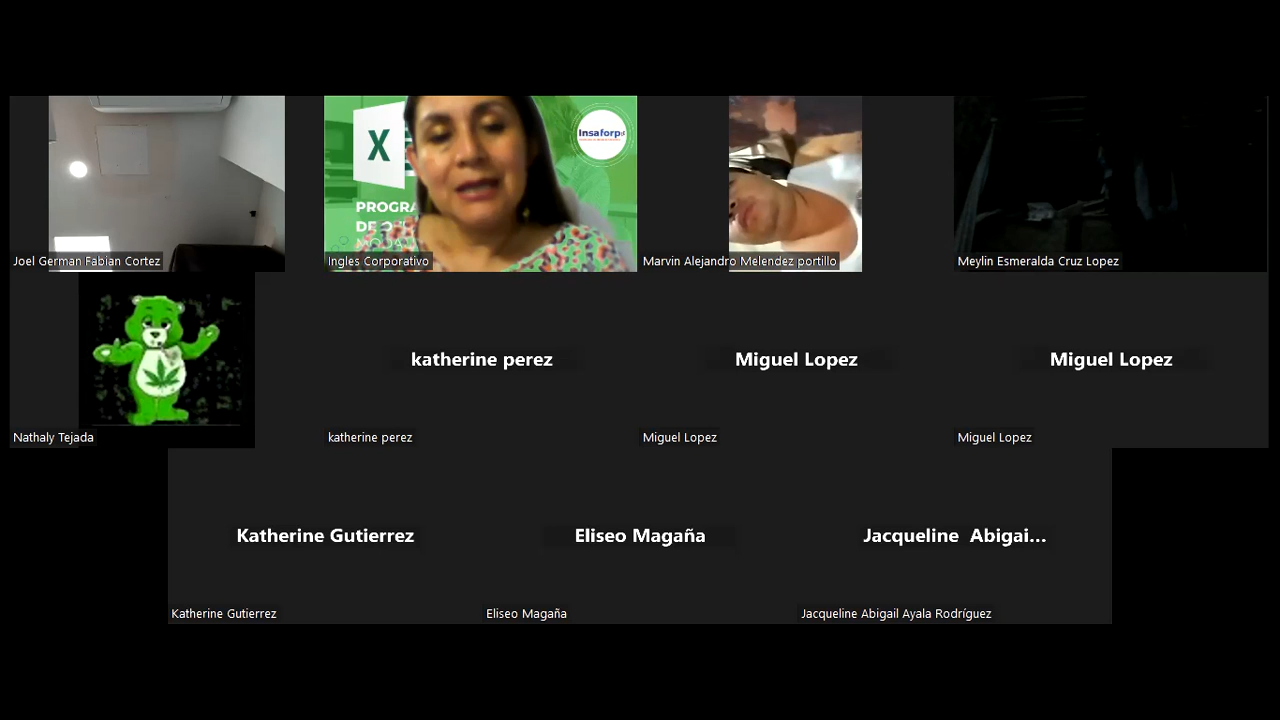 X
Insaforp
PROGRA
DE
Joel German Fabian Cortez
Ingles Corporativo
Marvin Alejandro Melendez portillo
Meylin Esmeralda Cruz Lopez
katherine perez
Miguel Lopez
Miguel Lopez
Nathaly Tejada
katherine perez
Miguel Lopez
Miguel Lopez
Katherine Gutierrez
Eliseo Magaña
Jacqueline Abigai...
Katherine Gutierrez
Eliseo Magaña
Jacqueline Abigail Ayala Rodríguez